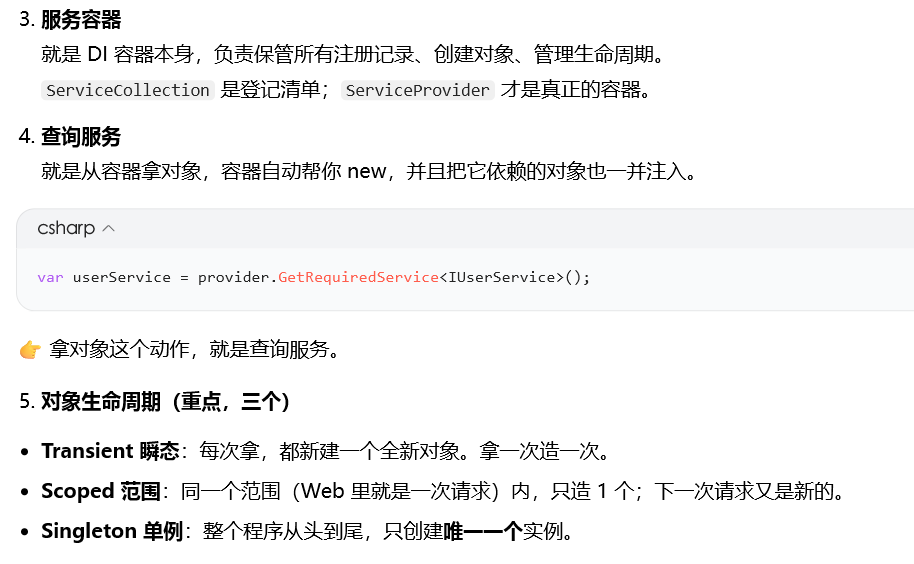 3. 服务容器
就是 DI 容器本身，负责保管所有注册记录、创建对象、管理生命周期。
ServiceCollection 是登记清单；ServiceProvider 才是真正的容器。
4. 查询服务
就是从容器拿对象，容器自动帮你 new，并且把它依赖的对象也一并注入。
csharp
var userService = provider.GetRequiredService<IUserService>();
👉 拿对象这个动作，就是查询服务。
5. 对象生命周期（重点，三个）
• Transient 瞬态：每次拿，都新建一个全新对象。拿一次造一次。
• Scoped 范围：同一个范围（Web 里就是一次请求）内，只造 1 个；下一次请求又是新的。
• Singleton 单例：整个程序从头到尾，只创建唯一一个实例。